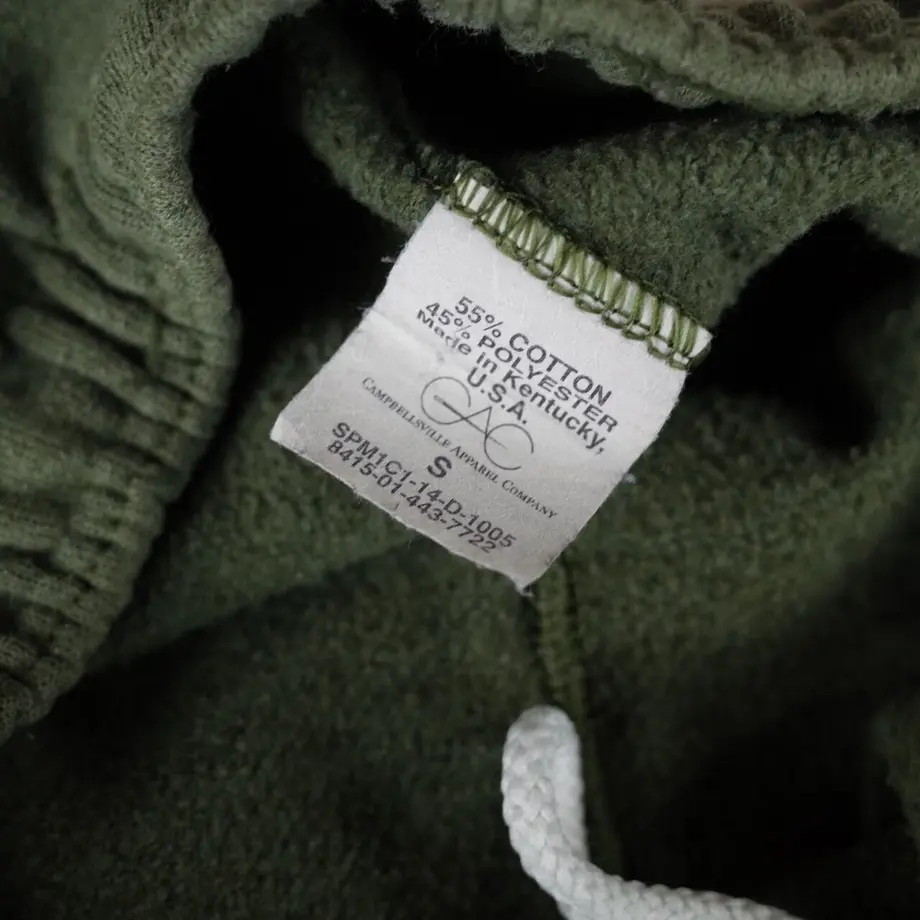 55% COTTON
45% POLYESTER
Made in Kentucky,
U.S.A.
CAC
CAMPBELLSVILLE APPAREL COMPANY
S
SPM1C1-14-D-1005
8415-01-443-7722